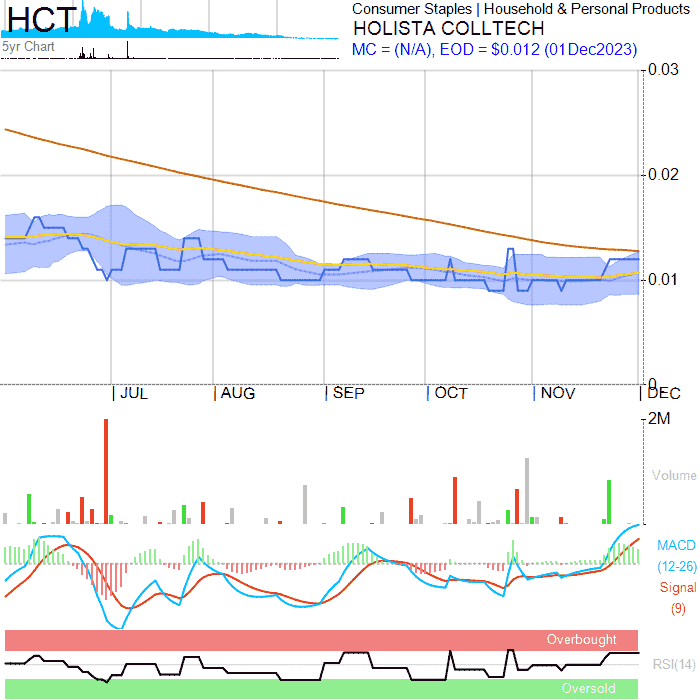 HCT
5yr Chart
Consumer Staples | Household & Personal Products
HOLISTA COLLTECH
MC = (N/A), EOD = $0.012 (01Dec2023)
0.03
0.02
0.01
0
JUL AUG SEP OCT NOV DEC
2M
Volume
MACD
(12-26)
Signal
(9)
Overbought
RSI(14)
Oversold